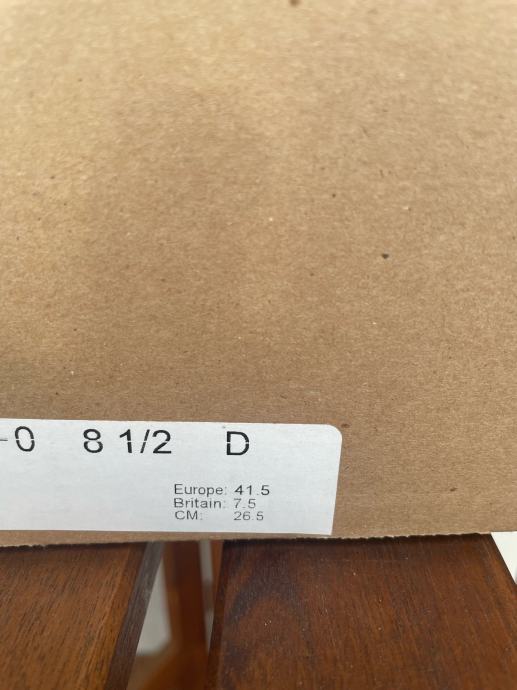 -0 8 1/2 D
Europe: 41.5
Britain: 7.5
CM: 26.5